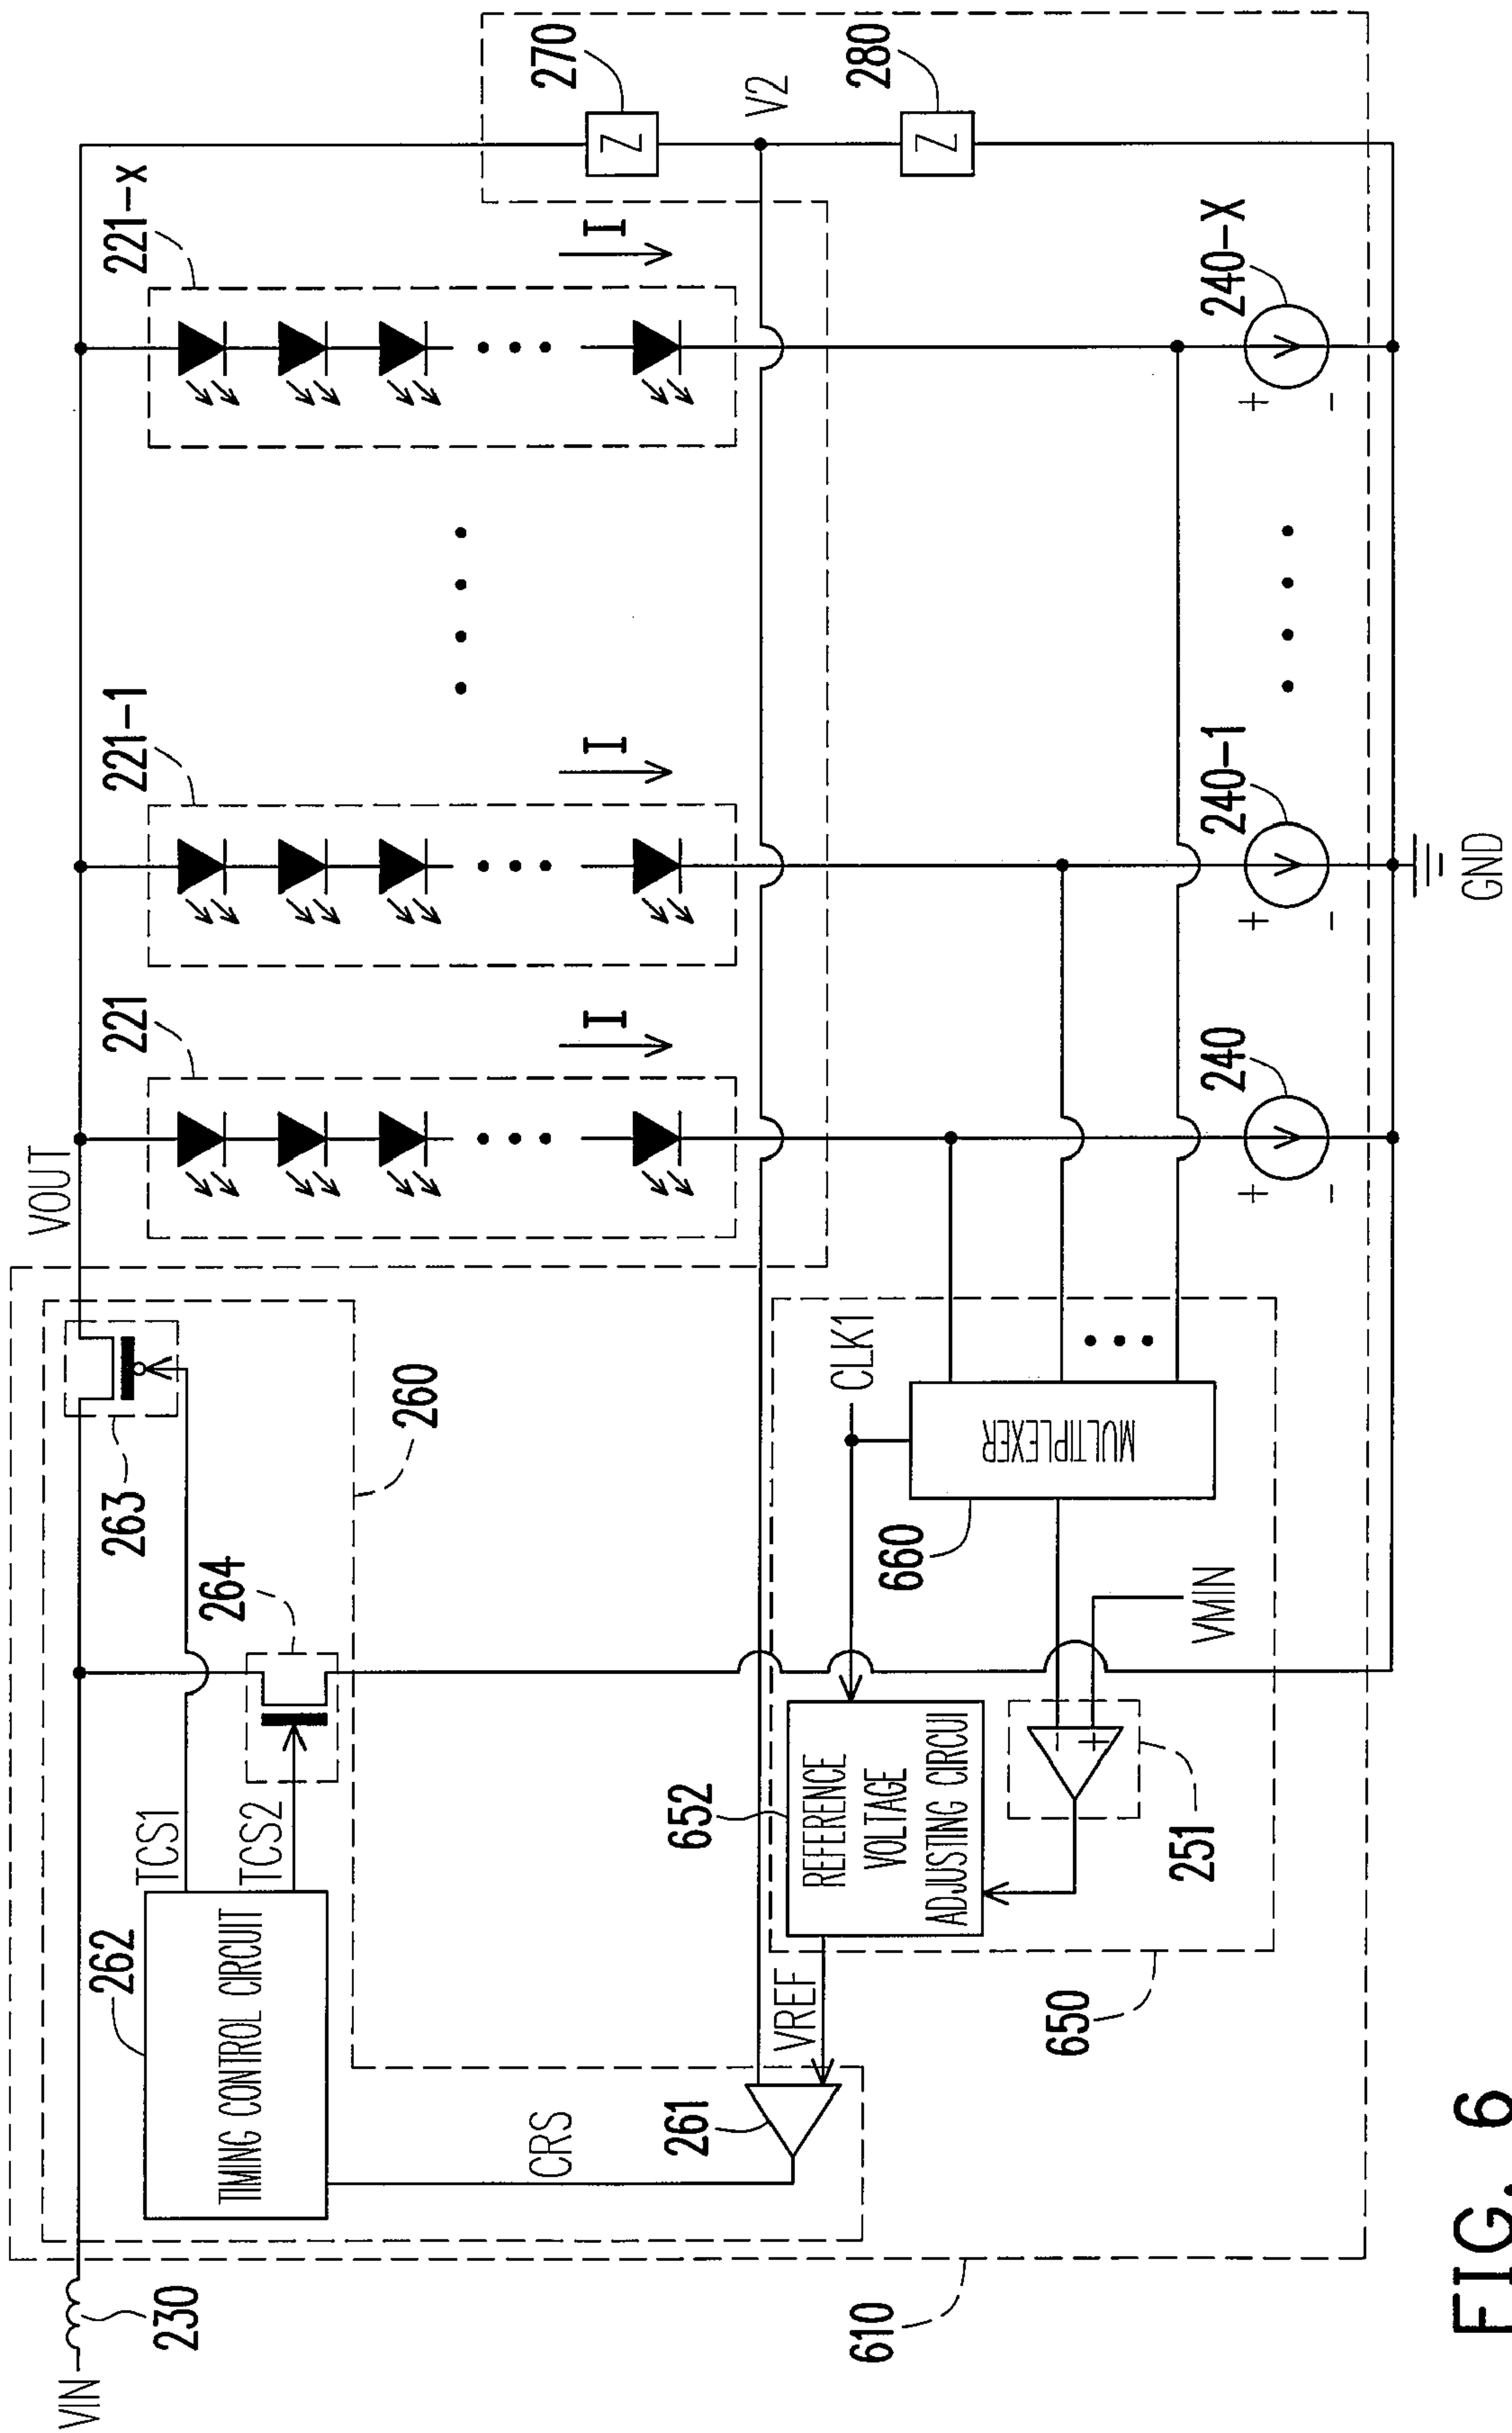 VIN
230
VOUT
263
264
262
TIMING CONTROL CIRCUIT
TCS1
TCS2
260
CRS
261
VREF
221
221-1
221-x
I
I
I
270
Z
V2
280
Z
652
REFERENCE
VOLTAGE
ADJUSTING CIRCUI
CLK1
660
MULTIPLEXER
VMIN
251
- 
+
650
610
240
+
-
240-1
+
-
240-X
+
-
GND
FIG. 6